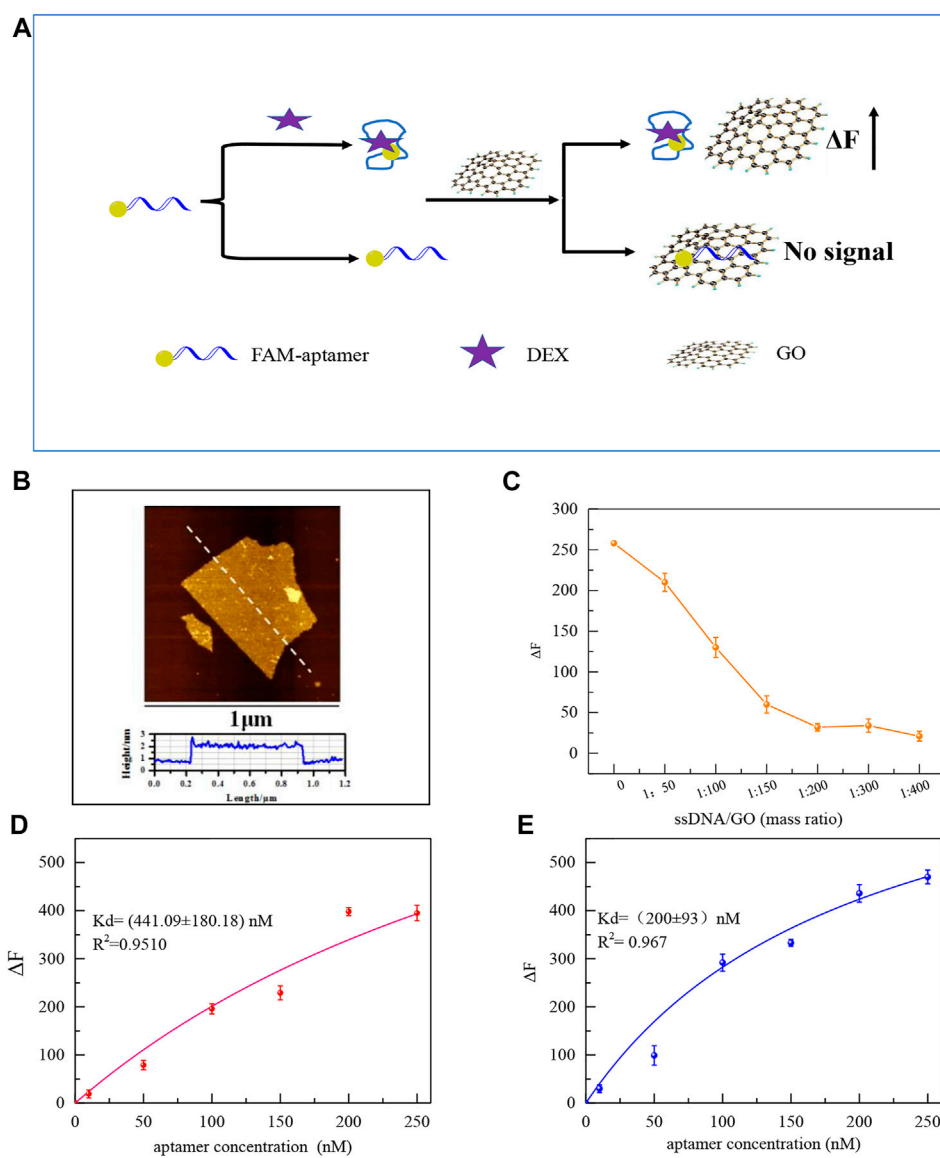 A
ΔF
No signal
FAM-aptamer
DEX
GO
B
1μm
Height/nm
3
2
1
0
0.0 0.2 0.4 0.6 0.8 1.0 1.2
Length/μm
C
300
250
200
150
100
50
0
ΔF
0 1: 50 1:100 1:150 1:200 1:300 1:400
ssDNA/GO (mass ratio)
D
500
400
300
200
100
0
ΔF
Kd= (441.09±180.18) nM
R²=0.9510
0 50 100 150 200 250
aptamer concentration (nM)
E
500
400
300
200
100
0
ΔF
Kd=（200±93）nM
R²= 0.967
0 50 100 150 200 250
aptamer concentration (nM)